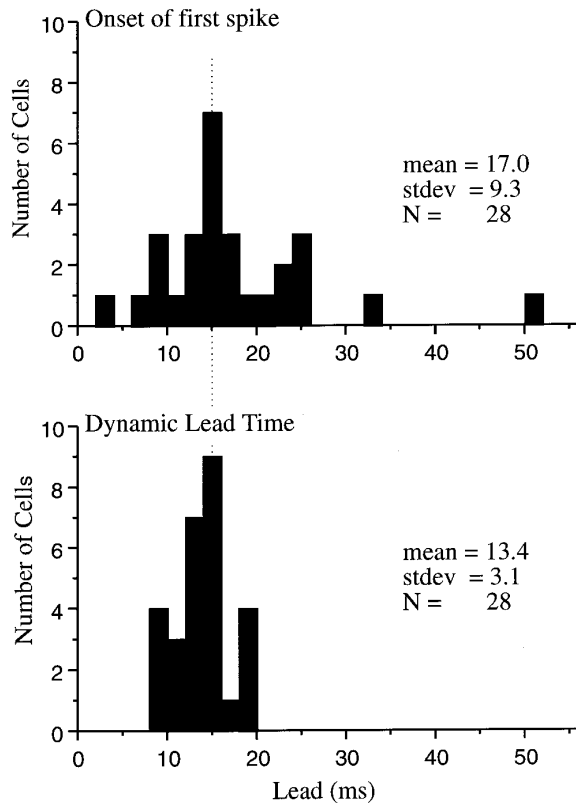 Onset of first spike
10
8
6
4
2
0
Number of Cells
mean = 17.0
stdev = 9.3
N = 28
0 10 20 30 40 50
Dynamic Lead Time
10
8
6
4
2
0
Number of Cells
mean = 13.4
stdev = 3.1
N = 28
0 10 20 30 40 50
Lead (ms)